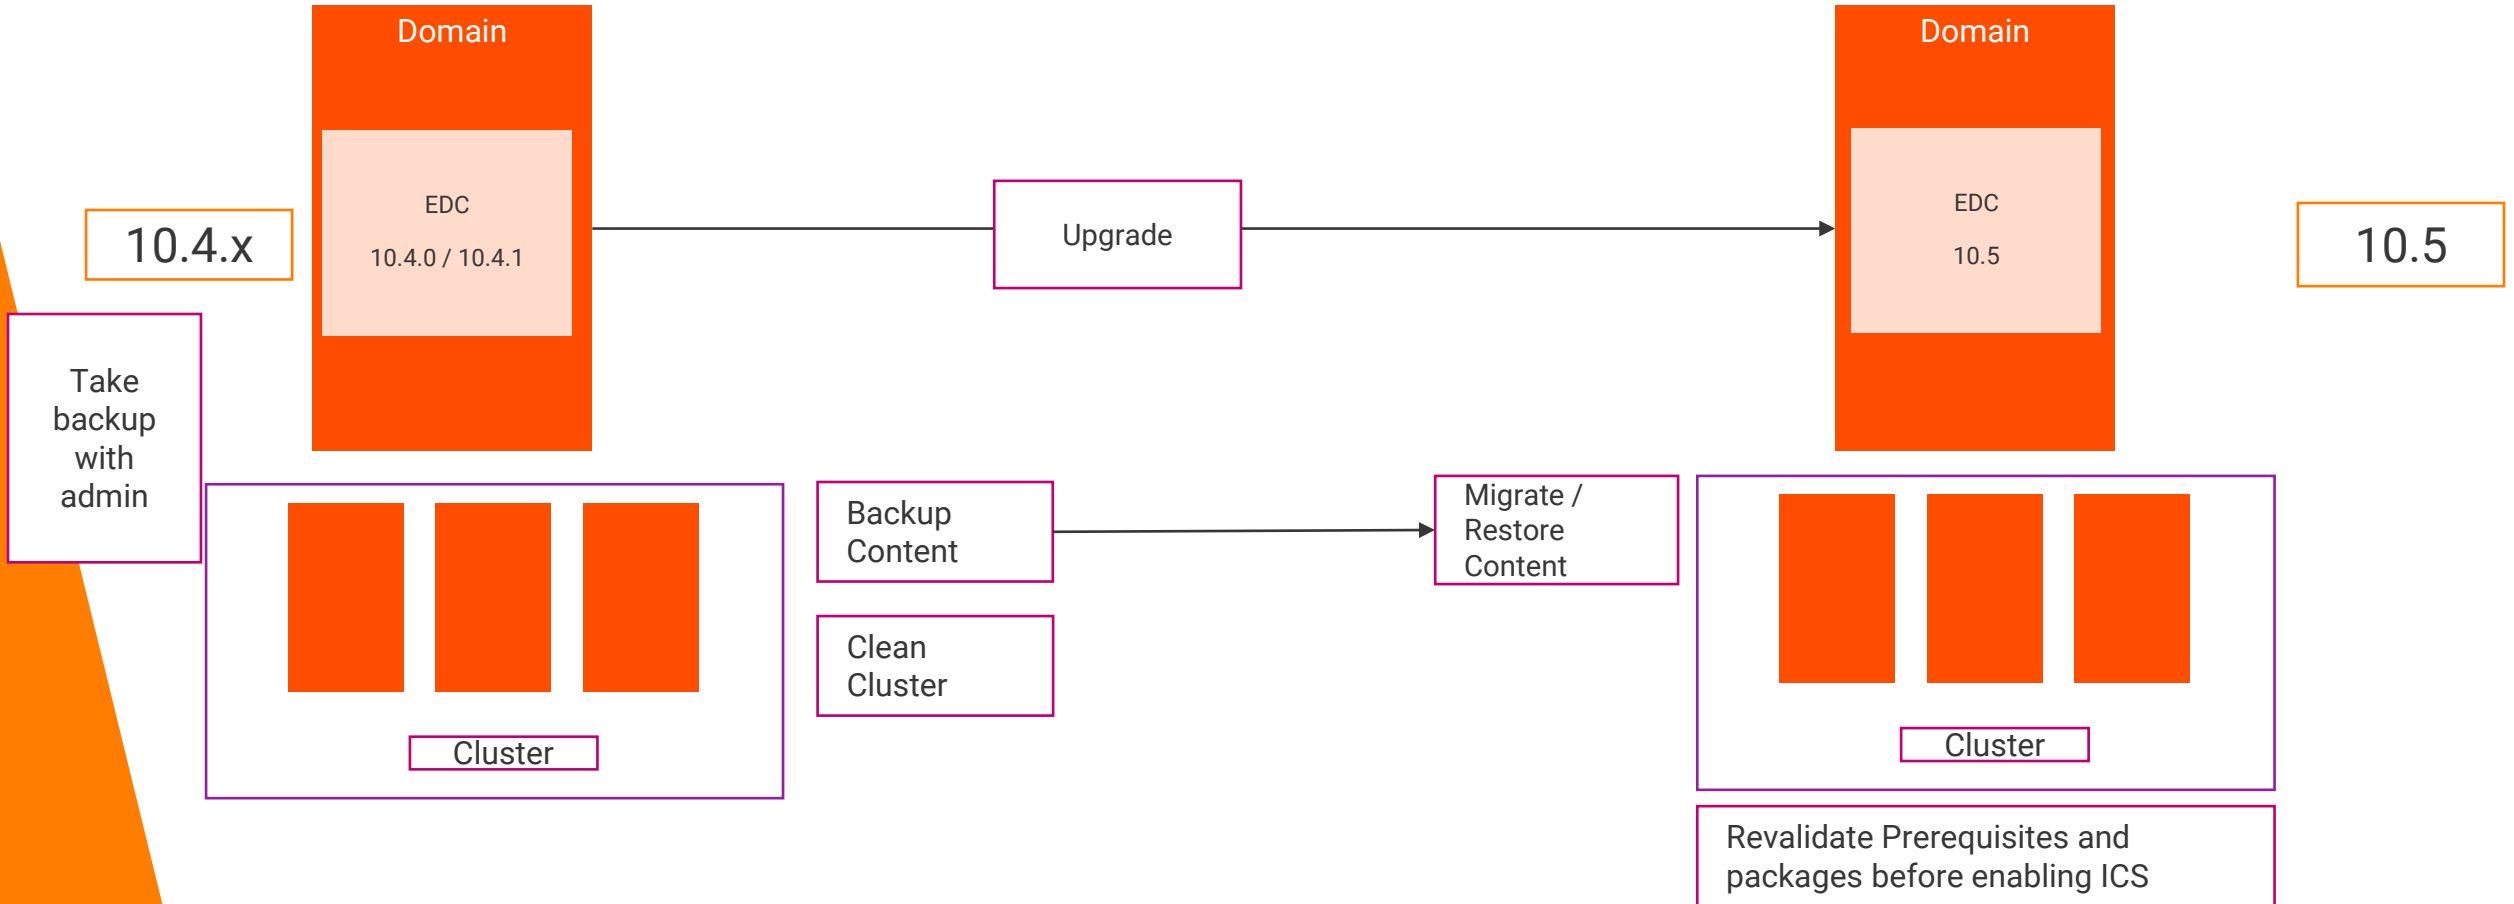 Domain
EDC
10.4.0 / 10.4.1
10.4.x
Take
backup
with
admin
Cluster
Upgrade
Backup
Content
Clean
Cluster
Migrate /
Restore
Content
Domain
EDC
10.5
10.5
Cluster
Revalidate Prerequisites and
packages before enabling ICS